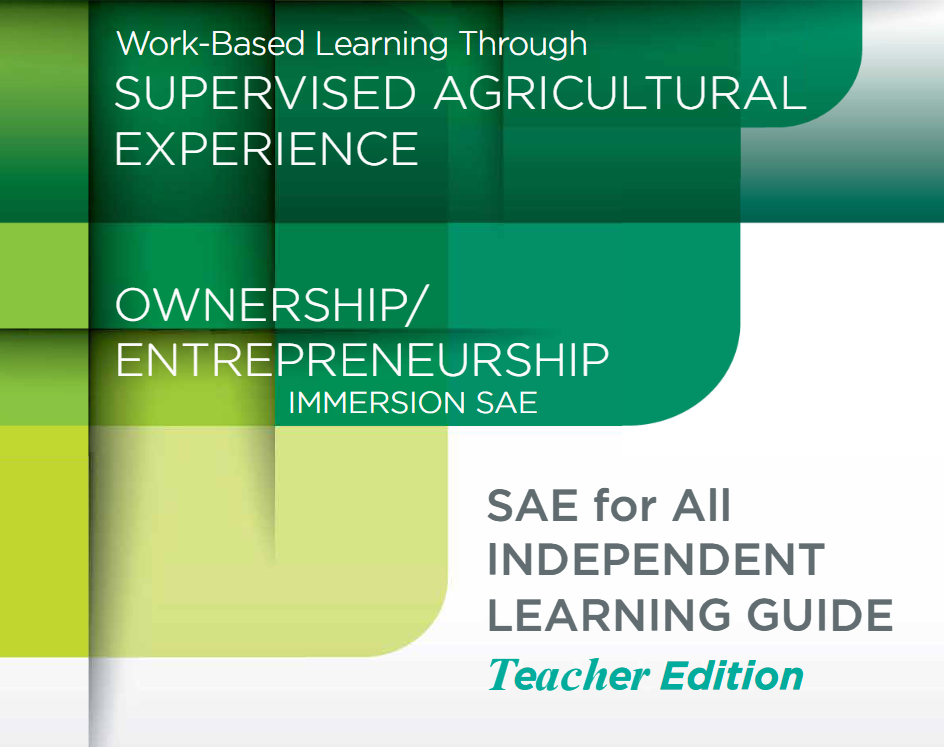 Work-Based Learning Through
SUPERVISED AGRICULTURAL
EXPERIENCE
OWNERSHIP/
ENTREPRENEURSHIP
IMMERSION SAE
SAE for All
INDEPENDENT
LEARNING GUIDE
Teacher Edition